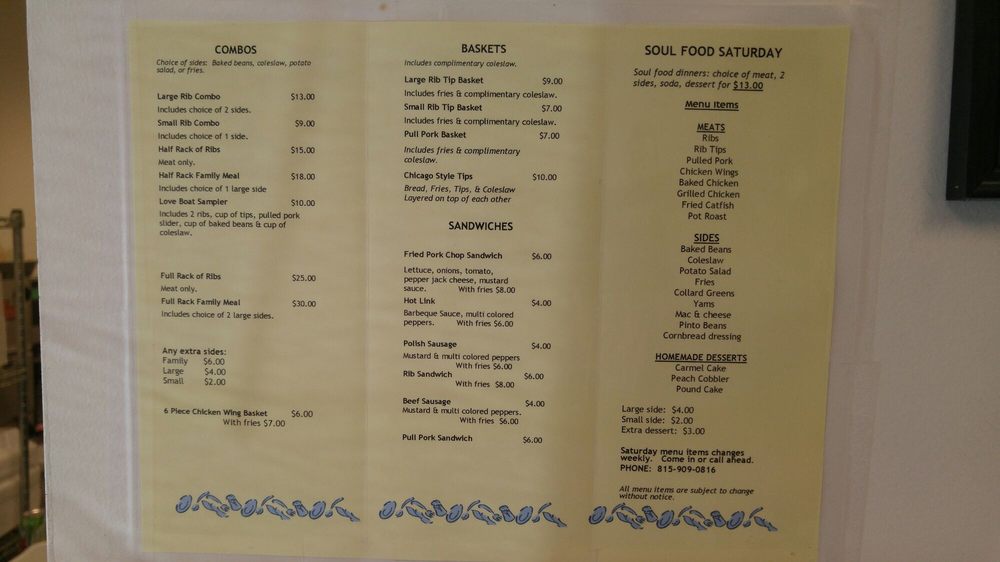 COMBOS
Choice of sides: Baked beans, coleslaw, potato
salad, or fries.
Large Rib Combo $13.00
Includes choice of 2 sides.
Small Rib Combo $9.00
Includes choice of 1 side.
Half Rack of Ribs $15.00
Meat only.
Half Rack Family Meal $18.00
Includes choice of 1 large side
Love Boat Sampler $10.00
Includes 2 ribs, cup of tips, pulled pork
slider, cup of baked beans & cup of
coleslaw.
Full Rack of Ribs $25.00
Meat only.
Full Rack Family Meal $30.00
Includes choice of 2 large sides.
Any extra sides:
Family $6.00
Large $4.00
Small $2.00
6 Piece Chicken Wing Basket $6.00
With fries $7.00
BASKETS
Includes complimentary coleslaw.
Large Rib Tip Basket $9.00
Includes fries & complimentary coleslaw.
Small Rib Tip Basket $7.00
Includes fries & complimentary coleslaw.
Pull Pork Basket $7.00
Includes fries & complimentary
coleslaw.
Chicago Style Tips $10.00
Bread, Fries, Tips, & Coleslaw
Layered on top of each other
SANDWICHES
Fried Pork Chop Sandwich $6.00
Lettuce, onions, tomato,
pepper jack cheese, mustard
sauce. With fries $8.00
Hot Link $4.00
Barbeque Sauce, multi colored
peppers. With fries $6.00
Polish Sausage $4.00
Mustard & multi colored peppers
With fries $6.00
Rib Sandwich $6.00
With fries $8.00
Beef Sausage $4.00
Mustard & multi colored peppers.
With fries $6.00
Pull Pork Sandwich $6.00
SOUL FOOD SATURDAY
Soul food dinners: choice of meat, 2
sides, soda, dessert for $13.00
Menu Items
MEATS
Ribs
Rib Tips
Pulled Pork
Chicken Wings
Baked Chicken
Grilled Chicken
Fried Catfish
Pot Roast
SIDES
Baked Beans
Coleslaw
Potato Salad
Fries
Collard Greens
Yams
Mac & cheese
Pinto Beans
Cornbread dressing
HOMEMADE DESSERTS
Carmel Cake
Peach Cobbler
Pound Cake
Large side: $4.00
Small side: $2.00
Extra dessert: $3.00
Saturday menu items changes
weekly. Come in or call ahead.
PHONE: 815-909-0816
All menu items are subject to change
without notice.